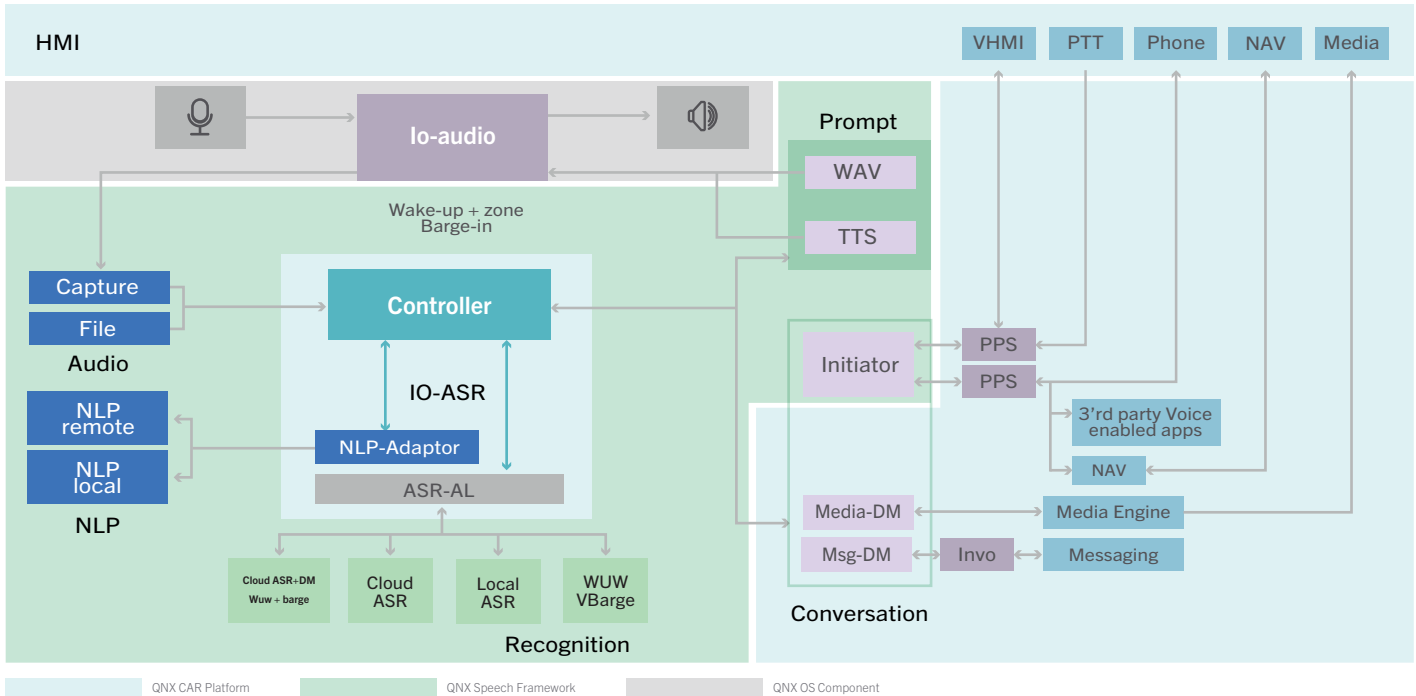 HMI
VHMI
PTT
Phone
NAV
Media
Io-audio
Prompt
WAV
TTS
Wake-up + zone
Barge-in
Capture
File
Audio
Controller
IO-ASR
NLP
remote
NLP
local
NLP
NLP-Adaptor
ASR-AL
Cloud ASR+DM
Wuw + barge
Cloud
ASR
Local
ASR
WUW
VBarge
Recognition
Initiator
PPS
PPS
3'rd party Voice
enabled apps
NAV
Media-DM
Media Engine
Msg-DM
Invo
Messaging
Conversation
QNX CAR Platform
QNX Speech Framework
QNX OS Component